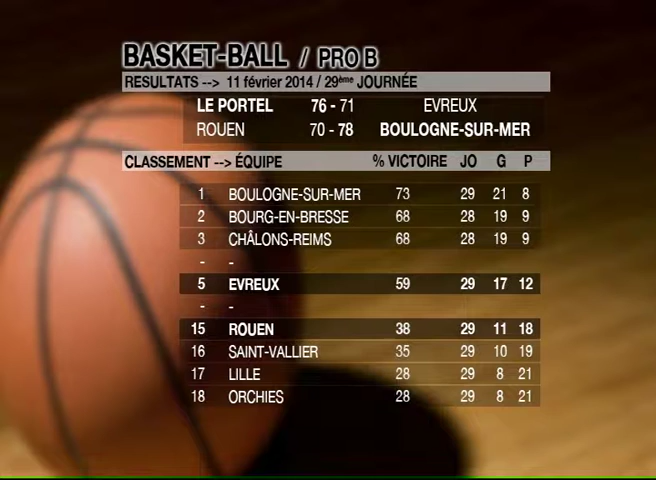 BASKET-BALL / PRO B
RESULTATS --> 11 février 2014 / 29ème JOURNÉE
LE PORTEL 76 - 71 EVREUX
ROUEN 70 - 78 BOULOGNE-SUR-MER
CLASSEMENT --> ÉQUIPE % VICTOIRE JO G P
1 BOULOGNE-SUR-MER 73 29 21 8
2 BOURG-EN-BRESSE 68 28 19 9
3 CHÂLONS-REIMS 68 28 19 9
- -
5 EVREUX 59 29 17 12
- -
15 ROUEN 38 29 11 18
16 SAINT-VALLIER 35 29 10 19
17 LILLE 28 29 8 21
18 ORCHIES 28 29 8 21